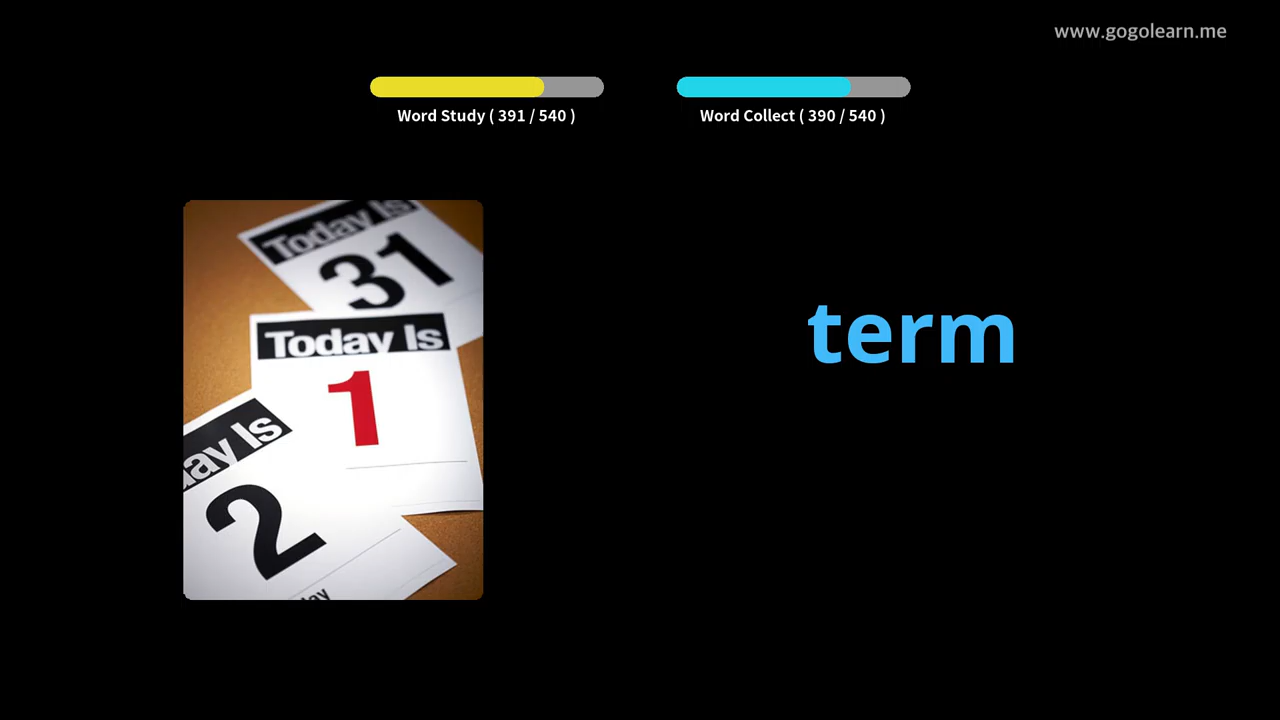 www.gogolearn.me
Word Study ( 391 / 540 )
Word Collect ( 390 / 540 )
Today Is
31
Today Is
1
ay Is
2
ay
term